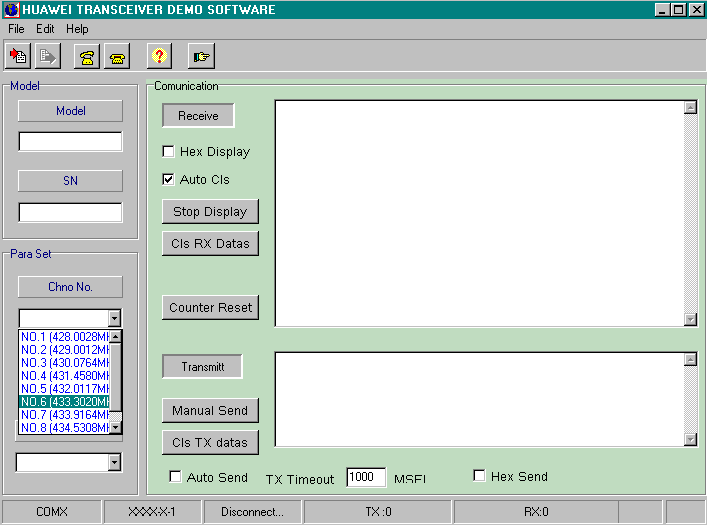 HUAWEI TRANSCEIVER DEMO SOFTWARE
File Edit Help
Model
Model
SN
Para Set
Chno No.
NO.1 (428.0028MH
NO.2 (429.0012MH
NO.3 (430.0764MH
NO.4 (431.4580MH
NO.5 (432.0117MH
NO.6 (433.3020MH
NO.7 (433.9164MH
NO.8 (434.5308MH
Comunication
Receive
Hex Display
Auto Cls
Stop Display
Cls RX Datas
Counter Reset
Transmitt
Manual Send
Cls TX datas
Auto Send TX Timeout 1000 MSEL Hex Send
COMX XXXX-X-1 Disconnect... TX :0 RX:0